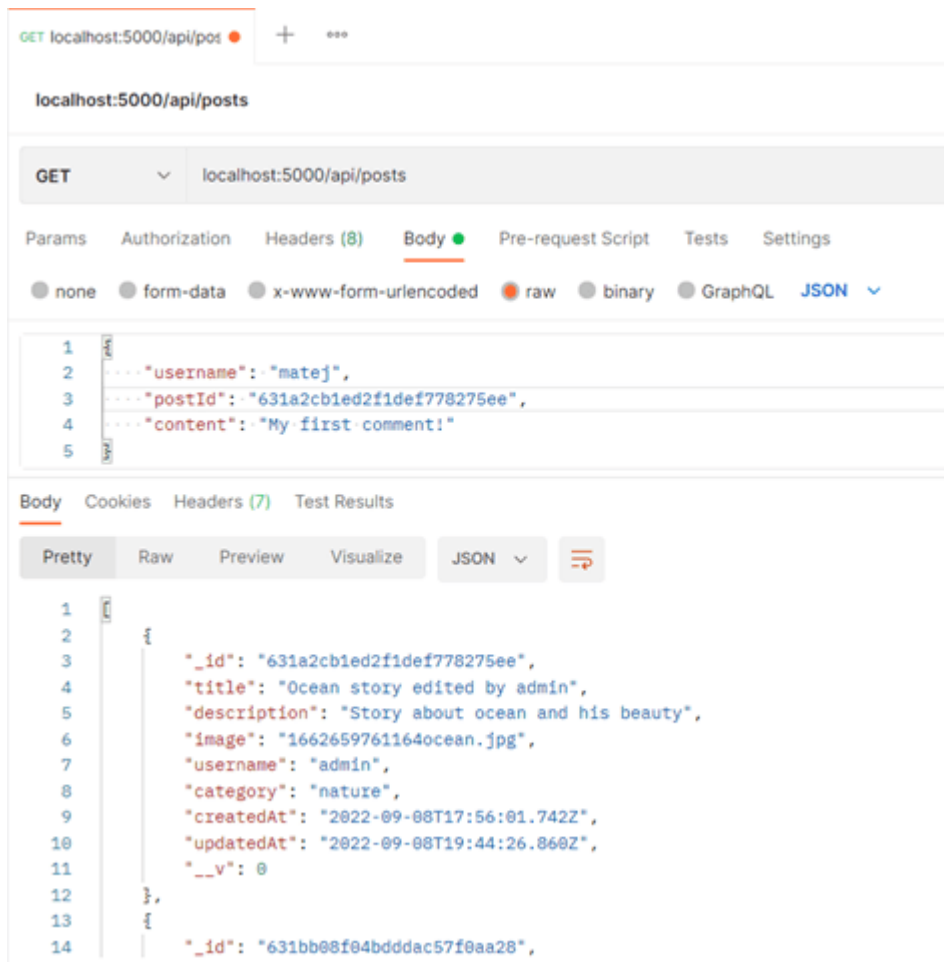 GET localhost:5000/api/pos
localhost:5000/api/posts
GET localhost:5000/api/posts
Params Authorization Headers (8) Body Pre-request Script Tests Settings
none form-data x-www-form-urlencoded raw binary GraphQL JSON
1 {
2 "username": "matej",
3 "postId": "631a2cb1ed2f1def778275ee",
4 "content": "My first comment!"
5 }
Body Cookies Headers (7) Test Results
Pretty Raw Preview Visualize JSON
1 [
2 {
3 "_id": "631a2cb1ed2f1def778275ee",
4 "title": "Ocean story edited by admin",
5 "description": "Story about ocean and his beauty",
6 "image": "1662659761164ocean.jpg",
7 "username": "admin",
8 "category": "nature",
9 "createdAt": "2022-09-08T17:56:01.742Z",
10 "updatedAt": "2022-09-08T19:44:26.860Z",
11 "__v": 0
12 },
13 {
14 "_id": "631bb08f04bdddac57f0aa28",